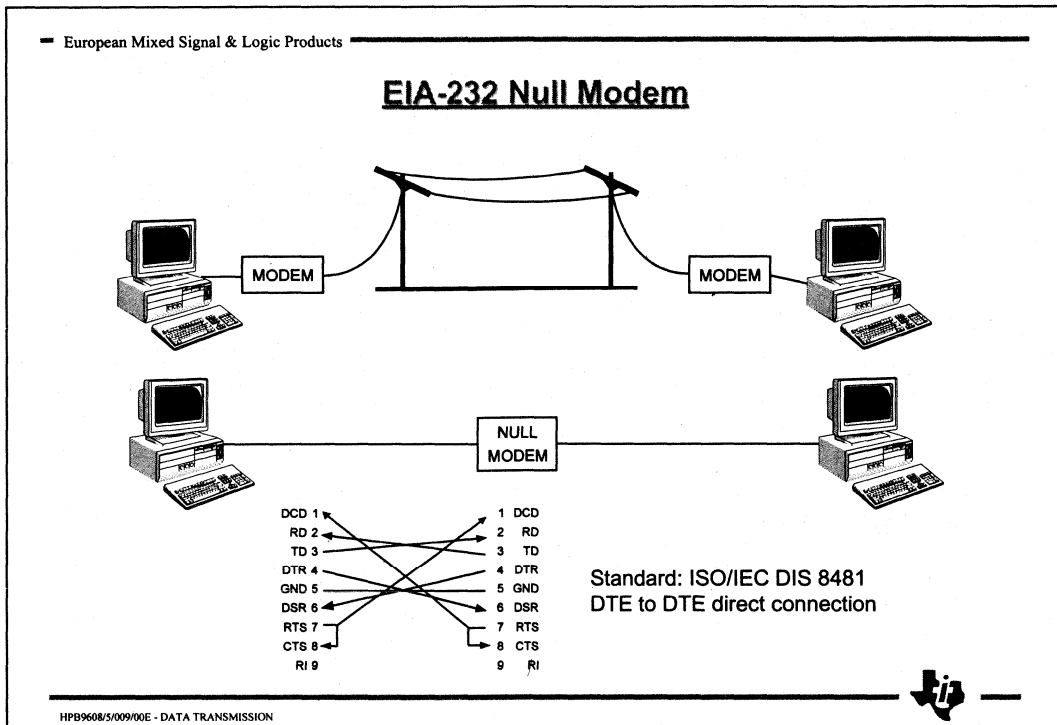 European Mixed Signal & Logic Products
EIA-232 Null Modem
MODEM
MODEM
NULL
MODEM
DCD 1
RD 2
TD 3
DTR 4
GND 5
DSR 6
RTS 7
CTS 8
RI 9
1 DCD
2 RD
3 TD
4 DTR
5 GND
6 DSR
7 RTS
8 CTS
9 RI
Standard: ISO/IEC DIS 8481
DTE to DTE direct connection
HPB9608/5/009/00E - DATA TRANSMISSION